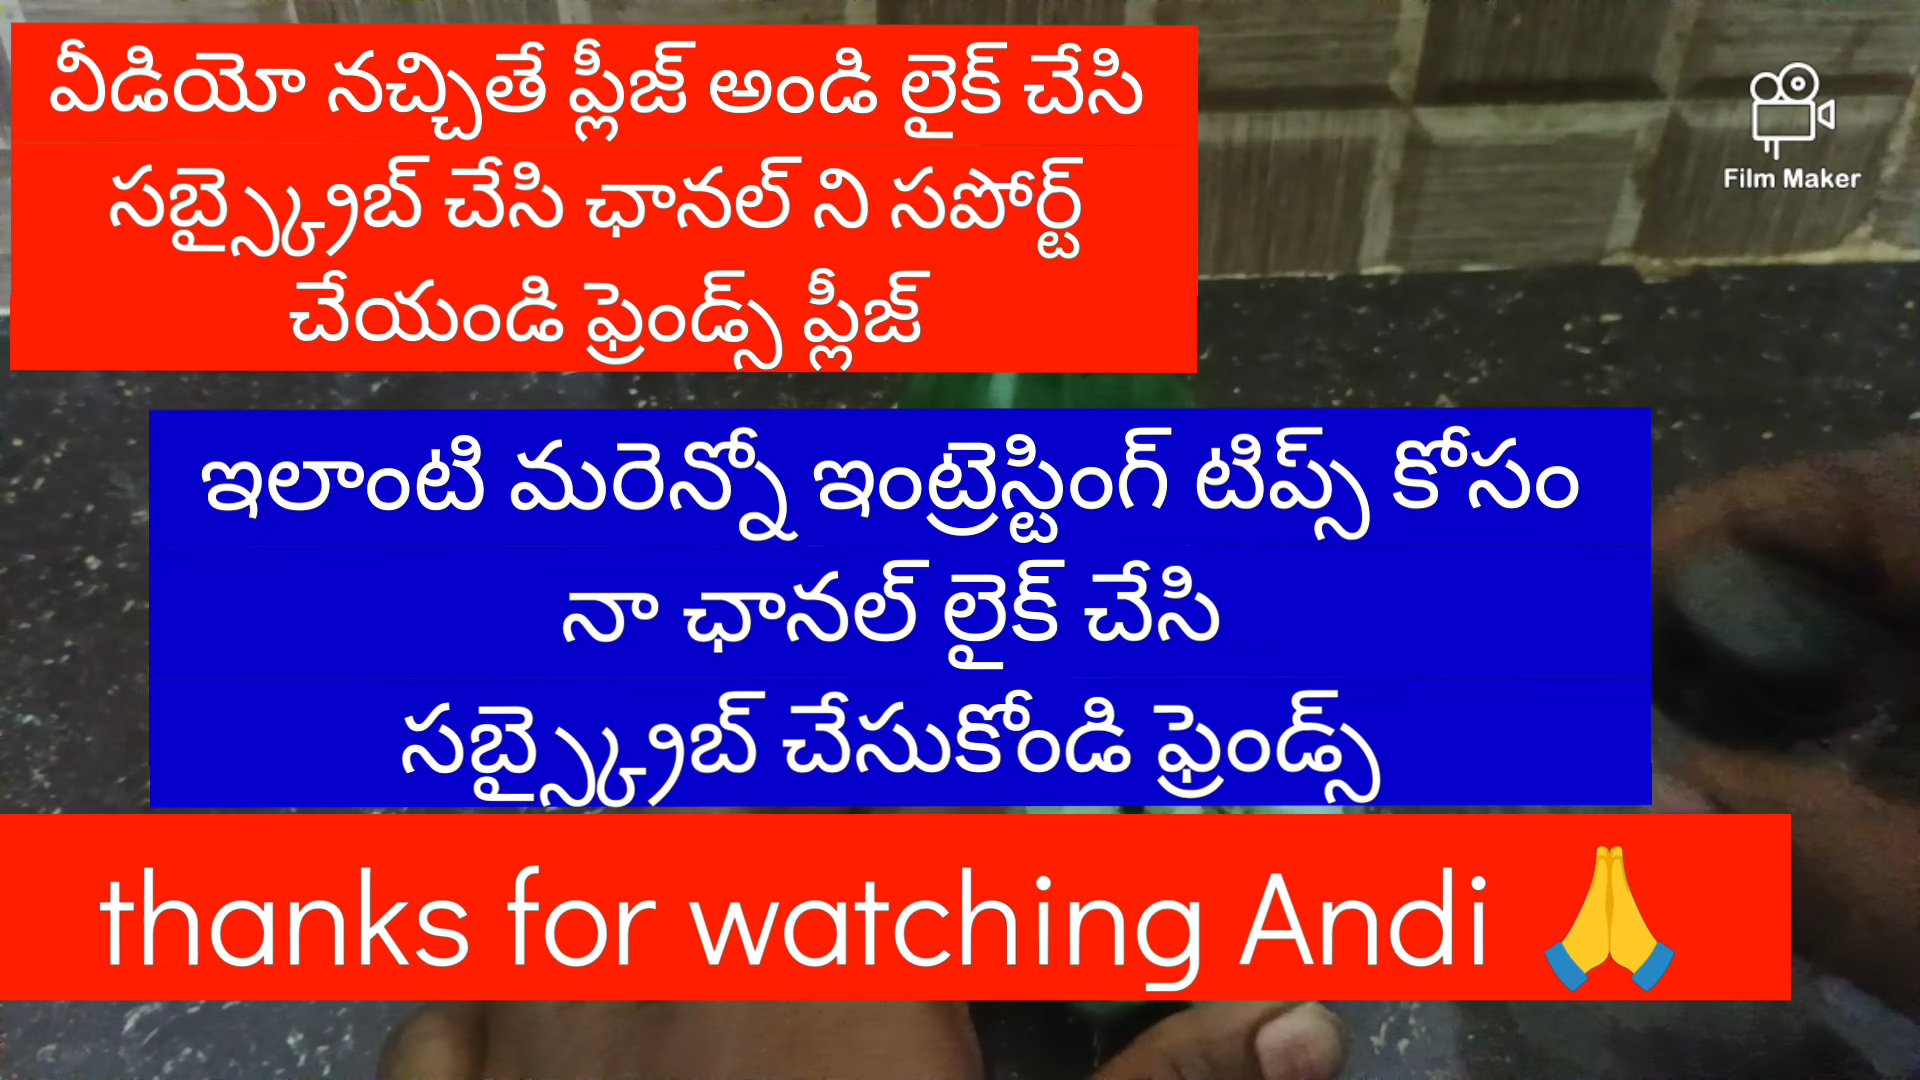 వీడియో నచ్చితే ప్లీజ్ అండి లైక్ చేసి
సబ్స్క్రైబ్ చేసి ఛానల్ ని సపోర్ట్
చేయండి ఫ్రెండ్స్ ప్లీజ్
Film Maker
ఇలాంటి మరెన్నో ఇంట్రెస్టింగ్ టిప్స్ కోసం
నా ఛానల్ లైక్ చేసి
సబ్స్క్రైబ్ చేసుకోండి ఫ్రెండ్స్
thanks for watching Andi 🙏